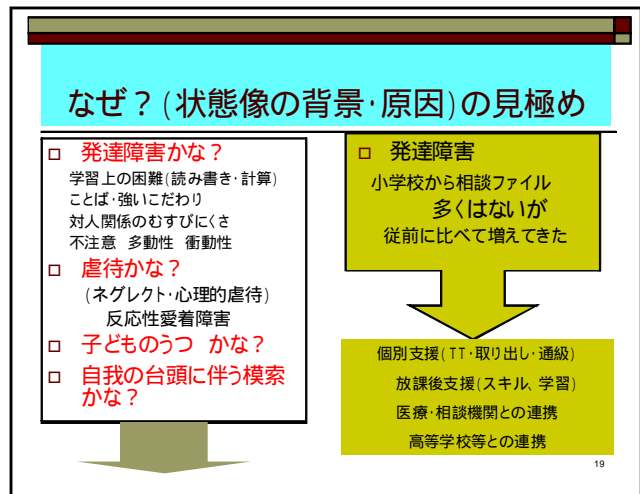 なぜ？(状態像の背景・原因)の見極め
□ 発達障害かな？
学習上の困難(読み書き・計算)
ことば・強いこだわり
対人関係のむすびにくさ
不注意 多動性 衝動性
□ 虐待かな？
(ネグレクト・心理的虐待)
反応性愛着障害
□ 子どものうつ かな？
□ 自我の台頭に伴う模索
かな？
□ 発達障害
小学校から相談ファイル
多くはないが
従前に比べて増えてきた
個別支援(TT・取り出し・通級)
放課後支援(スキル、学習)
医療・相談機関との連携
高等学校等との連携
19